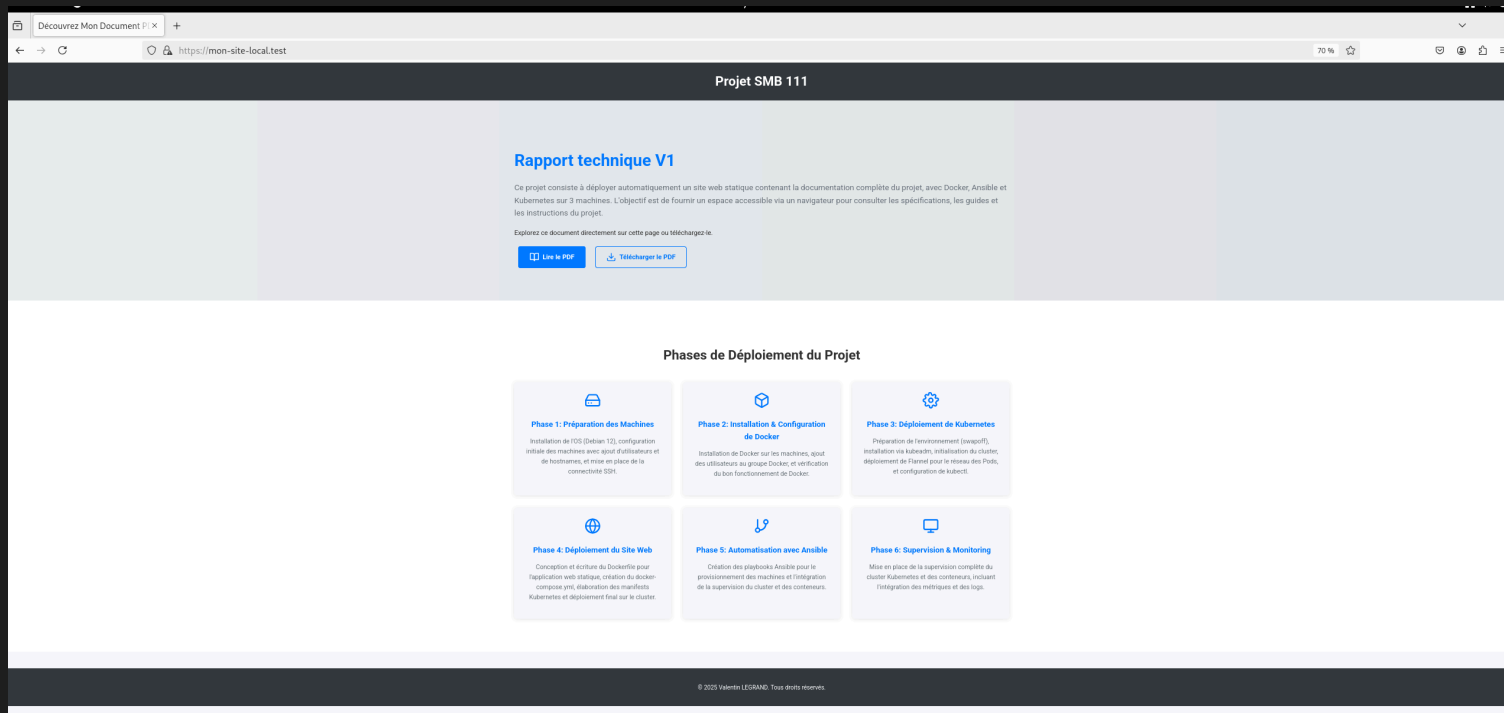 Découvrez Mon Document P
https://mon-site-local.test
70 %
Projet SMB 111
Rapport technique V1
Ce projet consiste à déployer automatiquement un site web statique contenant la documentation complète du projet, avec Docker, Ansible et
Kubernetes sur 3 machines. L'objectif est de fournir un espace accessible via un navigateur pour consulter les spécifications, les guides et
les instructions du projet.
Explorez ce document directement sur cette page ou téléchargez-le.
Lire le PDF
Télécharger le PDF
Phases de Déploiement du Projet
Phase 1: Préparation des Machines
Installation de l'OS (Debian 12), configuration
initiale des machines avec ajout d'utilisateurs et
de hostnames, et mise en place de la
connectivité SSH.
Phase 2: Installation & Configuration
de Docker
Installation de Docker sur les machines, ajout
des utilisateurs au groupe Docker, et vérification
du bon fonctionnement de Docker.
Phase 3: Déploiement de Kubernetes
Préparation de l'environnement (swapoff),
installation via kubeadm, initialisation du cluster,
déploiement de Flannel pour le réseau des Pods,
et configuration de kubectl.
Phase 4: Déploiement du Site Web
Conception et écriture du Dockerfile pour
l'application web statique, création du docker-
compose.yml, élaboration des manifests
Kubernetes et déploiement final sur le cluster.
Phase 5: Automatisation avec Ansible
Création des playbooks Ansible pour le
provisionnement des machines et l'intégration
de la supervision du cluster et des conteneurs.
Phase 6: Supervision & Monitoring
Mise en place de la supervision complète du
cluster Kubernetes et des conteneurs, incluant
l'intégration des métriques et des logs.
© 2025 Valentin LEGRAND. Tous droits réservés.